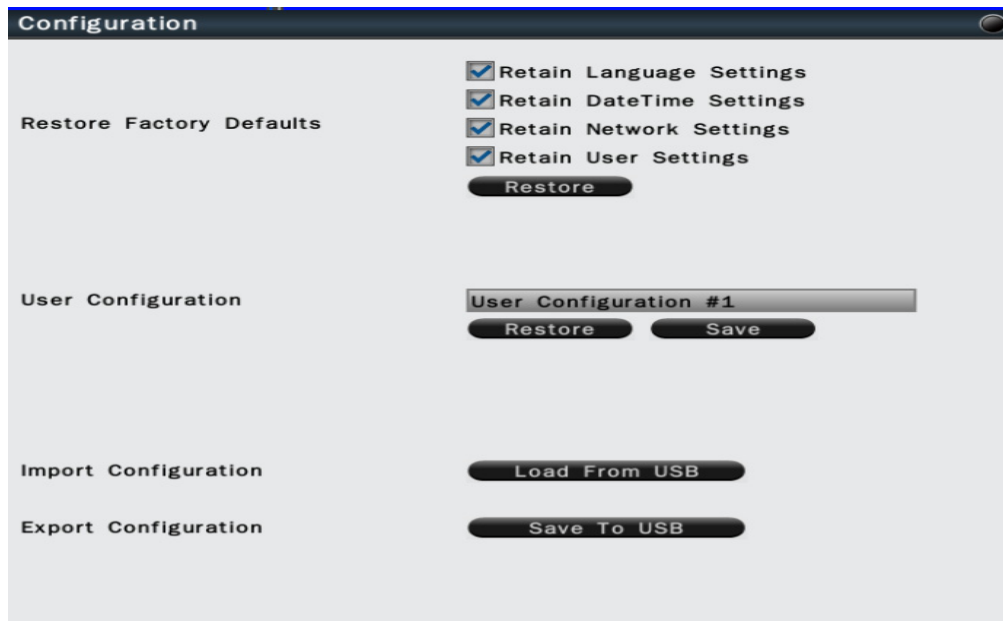 Configuration
Restore Factory Defaults
Retain Language Settings
Retain DateTime Settings
Retain Network Settings
Retain User Settings
Restore
User Configuration
User Configuration #1
Restore Save
Import Configuration
Load From USB
Export Configuration
Save To USB